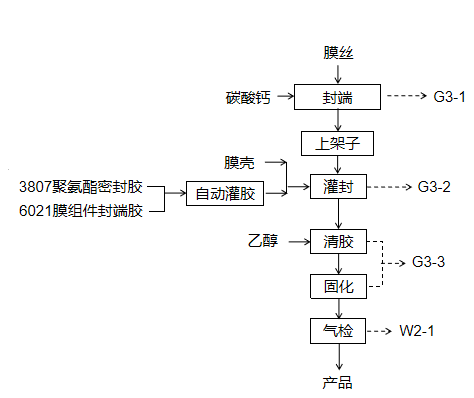 膜丝
碳酸钙
封端
G3-1
上架子
膜壳
3807聚氨酯密封胶
自动灌胶
灌封
G3-2
6021膜组件封端胶
乙醇
清胶
G3-3
固化
气检
W2-1
产品